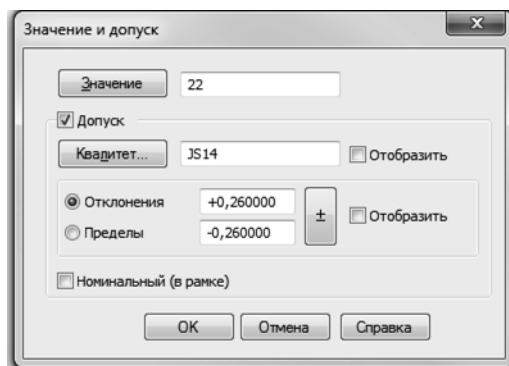 Значение и допуск
x
Значение 22
Допуск
Квалитет... JS14 Отобразить
Отклонения +0,260000
± Отобразить
Пределы -0,260000
Номинальный (в рамке)
OK Отмена Справка